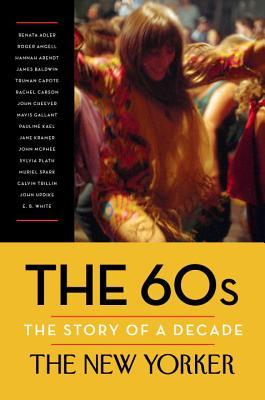 RENATA ADLER
ROGER ANGELL
HANNAH ARENDT
JAMES BALDWIN
TRUMAN CAPOTE
RACHEL CARSON
JOHN CHEEVER
MAVIS GALLANT
PAULINE KAEL
JANE KRAMER
JOHN MCPHEE
SYLVIA PLATH
MURIEL SPARK
CALVIN TRILLIN
JOHN UPDIKE
E. B. WHITE
THE 60s
THE STORY OF A DECADE
THE NEW YORKER